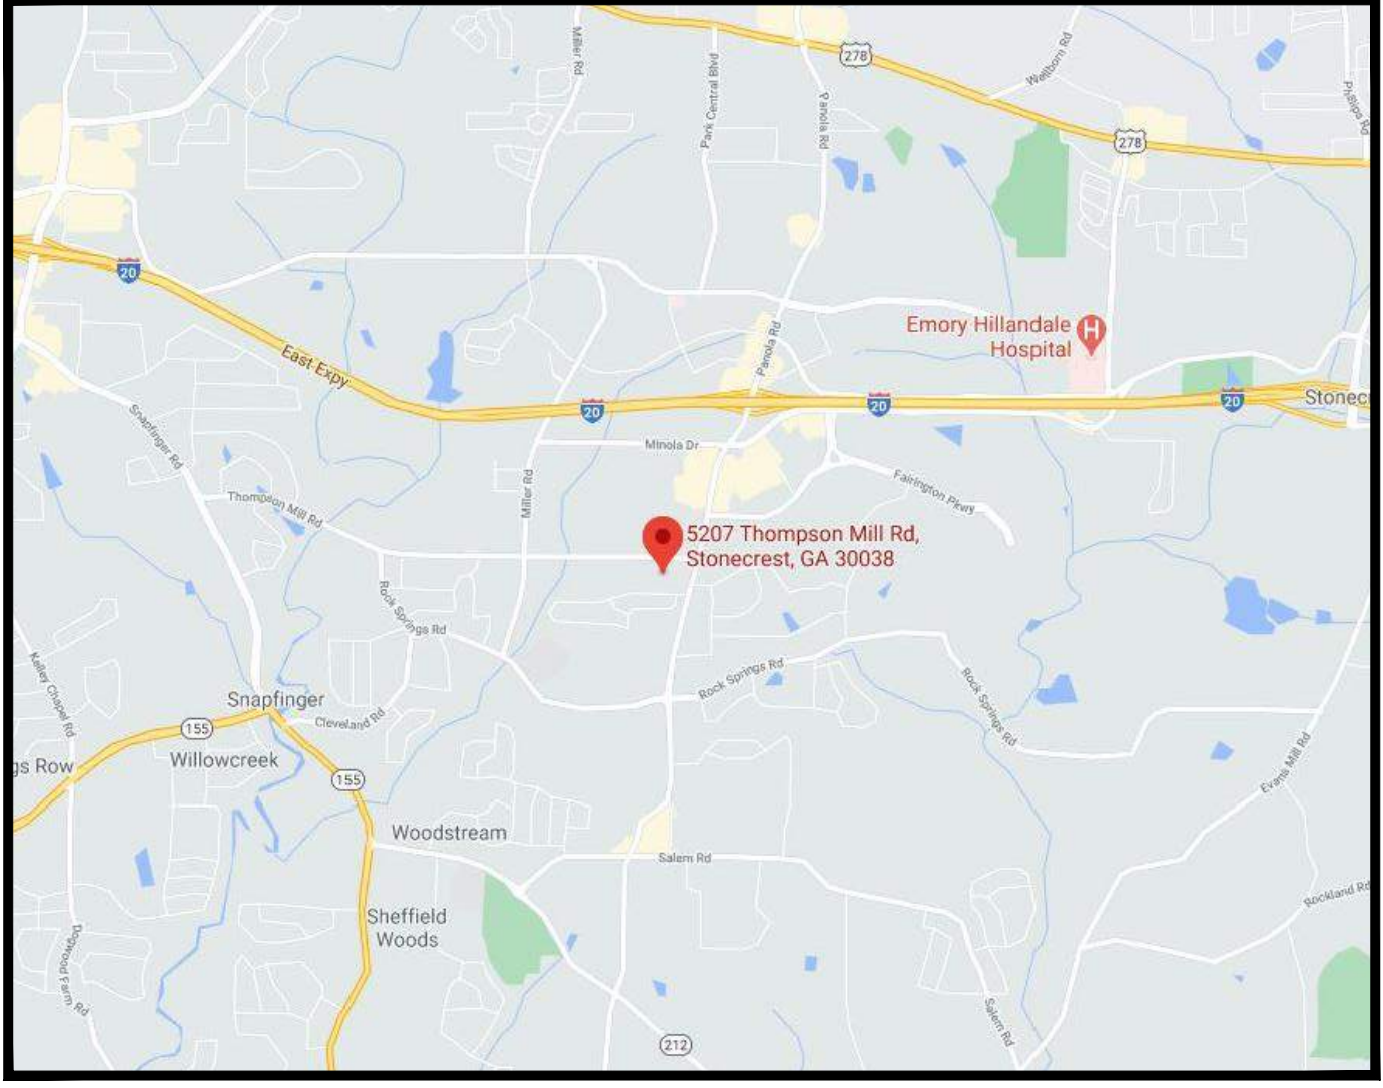 278
Miller Rd
Park Central Blvd
Panola Rd
Wellborn Rd
Phillips Rd
278
20
Emory Hillandale
Hospital
Panola Rd
East Expy
20
20
20
Stonecr
Snapfinger Rd
Minola Dr
Miller Rd
Fairington Pkwy
Thompson Mill Rd
5207 Thompson Mill Rd,
Stonecrest, GA 30038
Rock Springs Rd
Kelley Chapel Rd
Rock Springs Rd
Rock Springs Rd
Snapfinger
Cleveland Rd
155
Willowcreek
gs Row
155
Evans Mill Rd
Woodstream
Salem Rd
Rockland Rd
Sheffield
Woods
Dogwood Farm Rd
Salem Rd
212